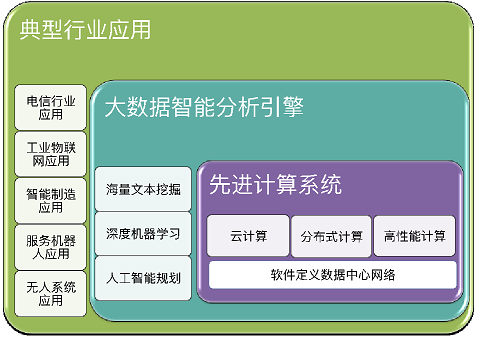 典型行业应用
电信行业
应用
工业物联
网应用
智能制造
应用
服务机器
人应用
无人系统
应用
大数据智能分析引擎
海量文本挖掘
深度机器学习
人工智能规划
先进计算系统
云计算
分布式计算
高性能计算
软件定义数据中心网络